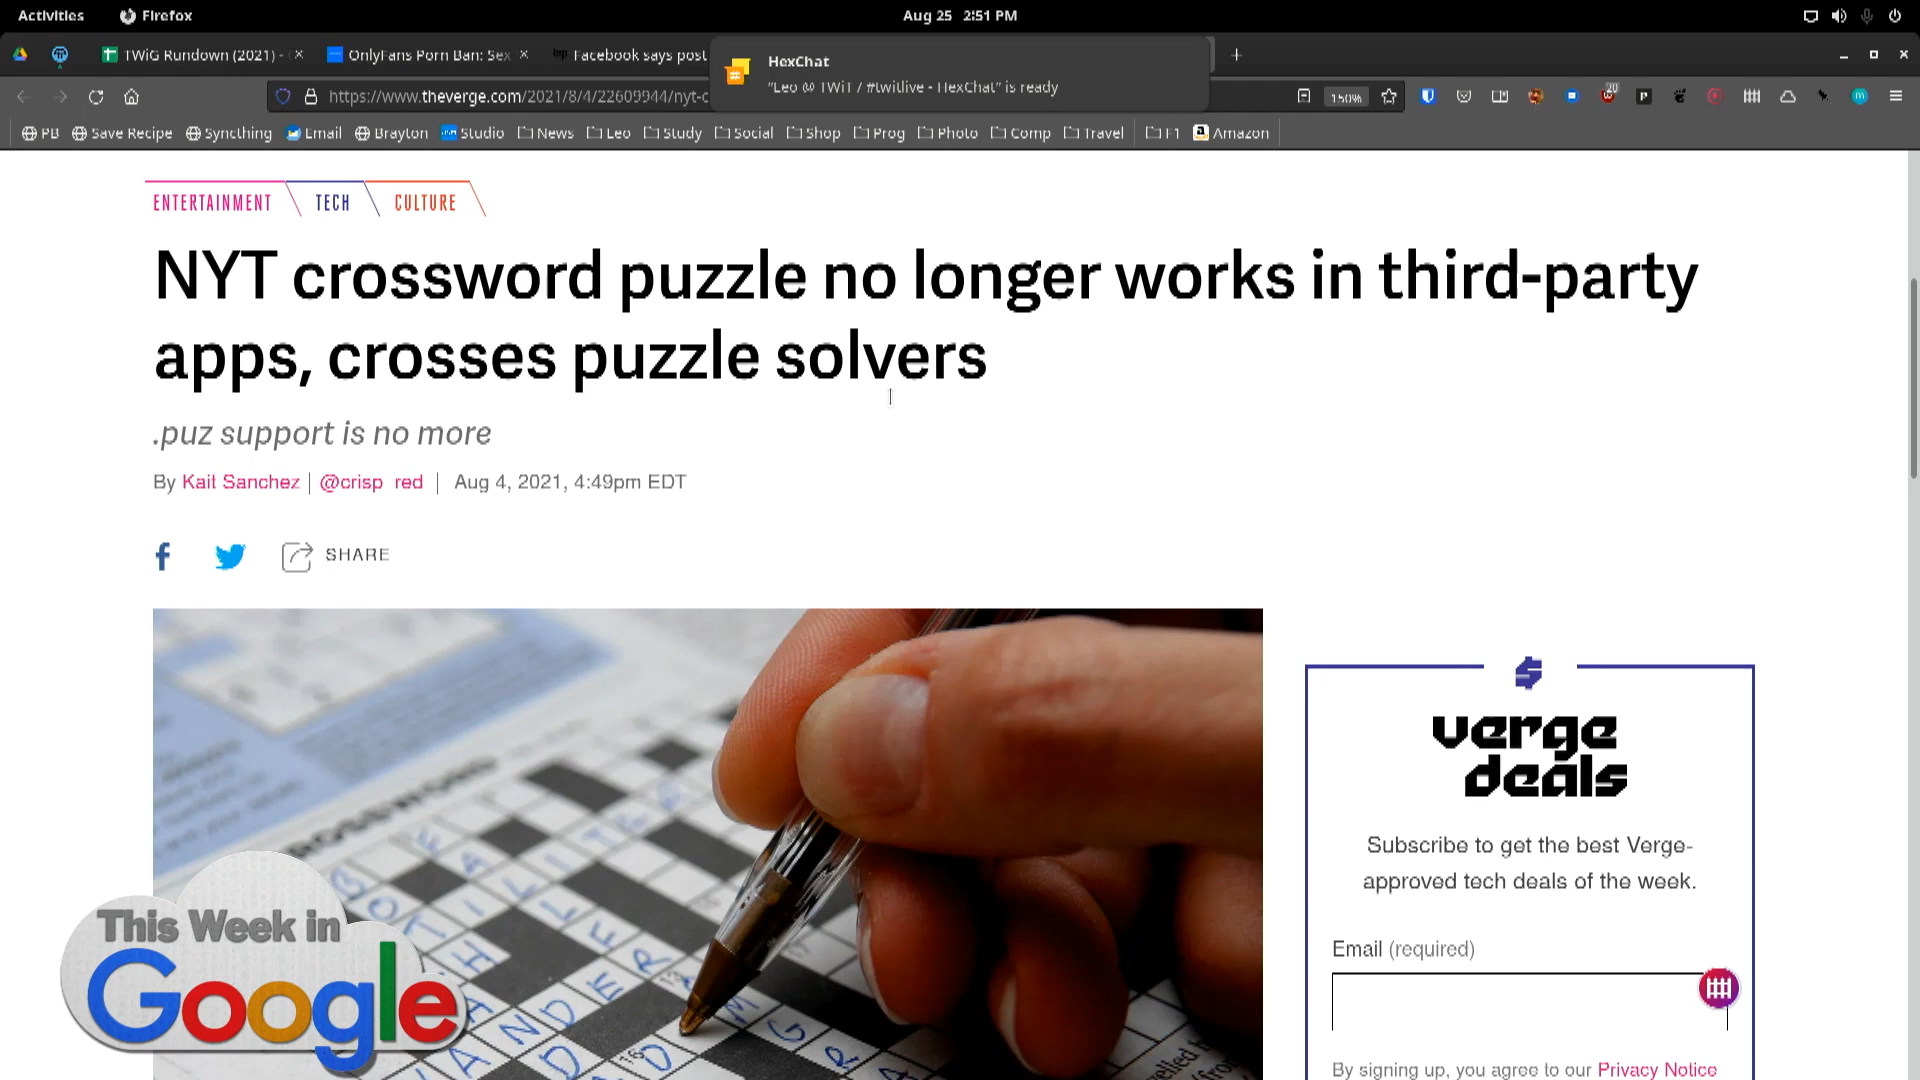 Activities Firefox Aug 25 2:51 PM
TWiG Rundown (2021) - OnlyFans Porn Ban: Sex Facebook says post
HexChat
"Leo @ TWiT / #twitlive - HexChat" is ready
https://www.theverge.com/2021/8/4/22609944/nyt-c 150% 20
PB Save Recipe Syncthing Email Brayton Studio News Leo Study Social Shop Prog Photo Comp Travel F1 Amazon
ENTERTAINMENT TECH CULTURE
NYT crossword puzzle no longer works in third-party
apps, crosses puzzle solvers
.puz support is no more
By Kait Sanchez | @crisp_red | Aug 4, 2021, 4:49pm EDT
SHARE
verge
deals
Subscribe to get the best Verge-
approved tech deals of the week.
Email (required)
By signing up, you agree to our Privacy Notice
This Week in
Google